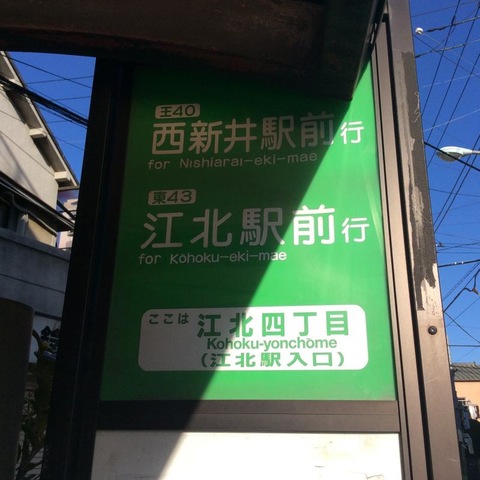 王40
西新井駅前行
for Nishiarai-eki-mae
東43
江北駅前行
for Kōhoku-eki-mae
ここは 江北四丁目
Kohoku-yonchōme
(江北駅入口)